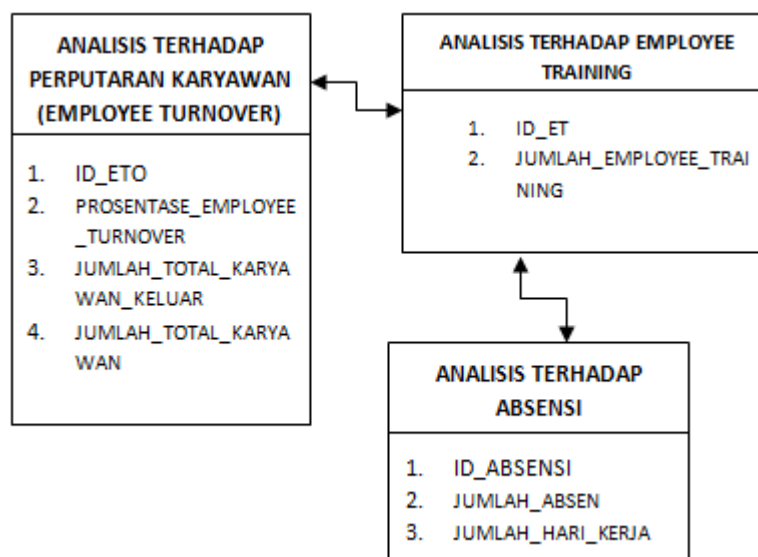 ANALISIS TERHADAP
PERPUTARAN KARYAWAN
(EMPLOYEE TURNOVER)
1. ID_ETO
2. PROSENTASE_EMPLOYEE
_TURNOVER
3. JUMLAH_TOTAL_KARYA
WAN_KELUAR
4. JUMLAH_TOTAL_KARYA
WAN
ANALISIS TERHADAP EMPLOYEE
TRAINING
1. ID_ET
2. JUMLAH_EMPLOYEE_TRAI
NING
ANALISIS TERHADAP
ABSENSI
1. ID_ABSENSI
2. JUMLAH_ABSEN
3. JUMLAH_HARI_KERJA